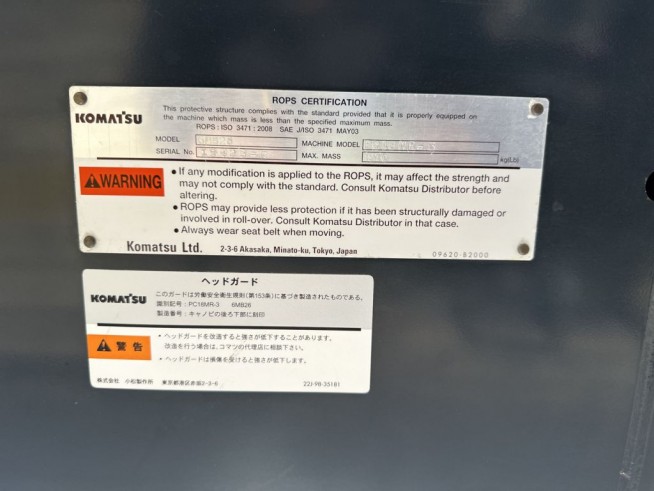 ROPS CERTIFICATION
This protective structure complies with the standard provided that it is properly equipped on
the machine which mass is less than the specified maximum mass.
ROPS : ISO 3471 : 2008 SAE J/ISO 3471 MAY03
KOMATSU
MODEL
MACHINE MODEL
SERIAL No.
MAX. MASS
kg(Lb)
WARNING
• If any modification is applied to the ROPS, it may affect the strength and
may not comply with the standard. Consult Komatsu Distributor before
altering.
• ROPS may provide less protection if it has been structurally damaged or
involved in roll-over. Consult Komatsu Distributor in that case.
• Always wear seat belt when moving.
Komatsu Ltd. 2-3-6 Akasaka, Minato-ku, Tokyo, Japan
09620-B2000
ヘッドガード
KOMATSU
このガードは労働安全衛生規則(第153条)に基づき製造されたものである。
識別記号：PC18MR-3 6MB26
製造番号：キャノピの後ろ下部に刻印
警告
・ヘッドガードを改造すると強さが低下することがあります。
改造を行う場合は、コマツの代理店に相談下さい。
・ヘッドガードは損傷を受けると強さが低下します。
株式会社 小松製作所 東京都港区赤坂2-3-6
22J-98-35181